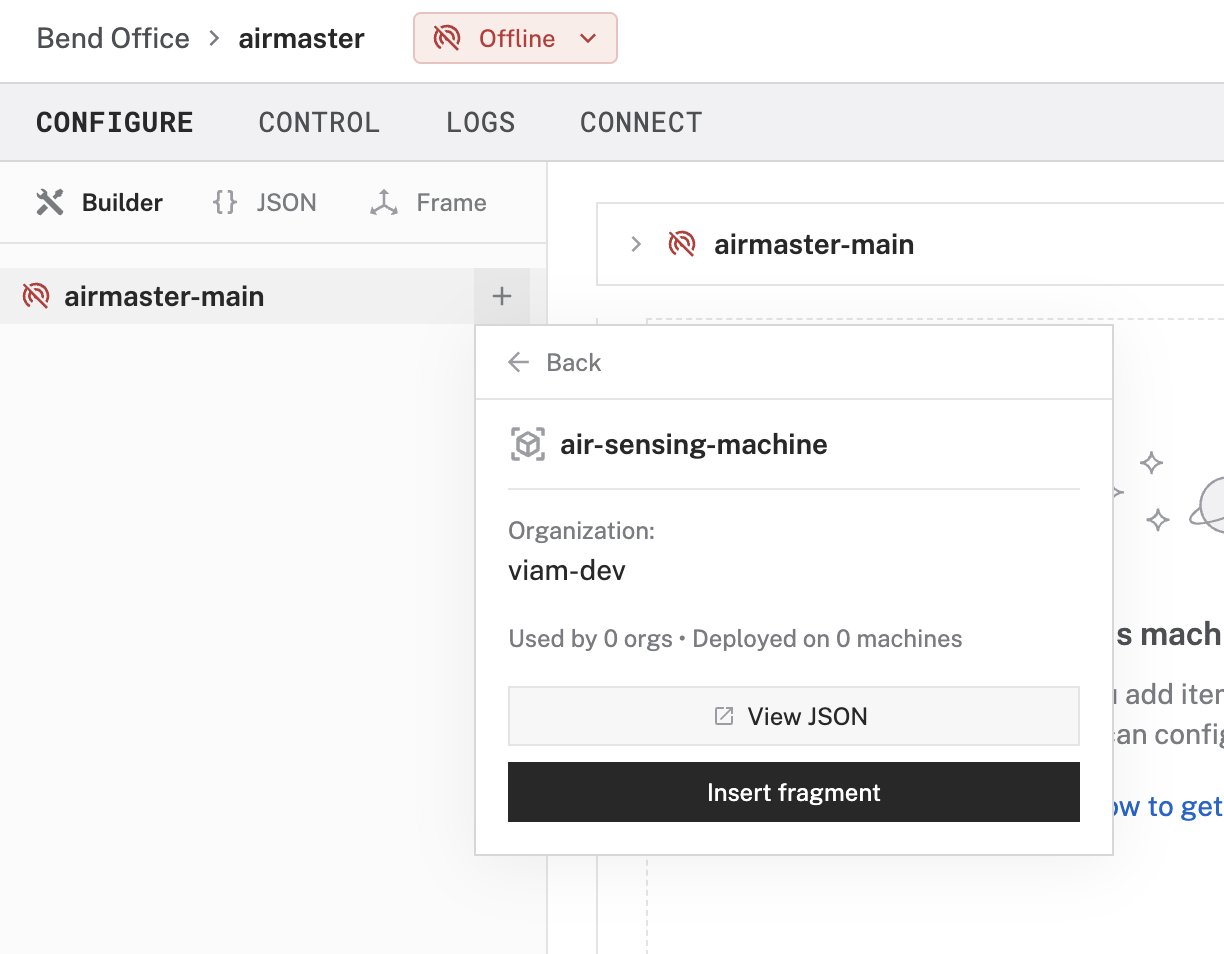 Bend Office > airmaster
Offline
CONFIGURE CONTROL LOGS CONNECT
Builder {} JSON Frame
airmaster-main
airmaster-main
Back
air-sensing-machine
Organization:
viam-dev
Used by 0 orgs • Deployed on 0 machines
View JSON
Insert fragment
s mach
add iter
an config
ow to get